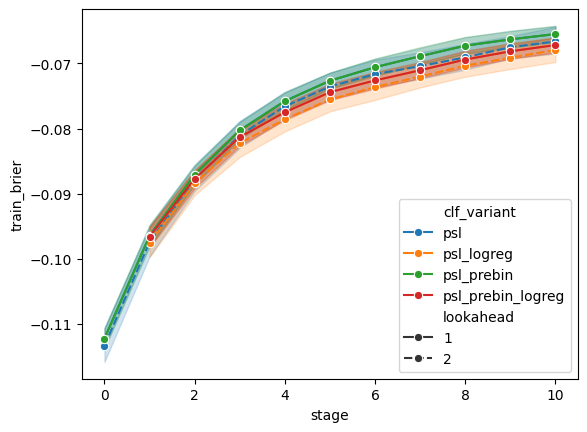 −0.07
−0.08
−0.09
−0.10
−0.11
train_brier
0 2 4 6 8 10
stage
clf_variant
psl
psl_logreg
psl_prebin
psl_prebin_logreg
lookahead
1
2